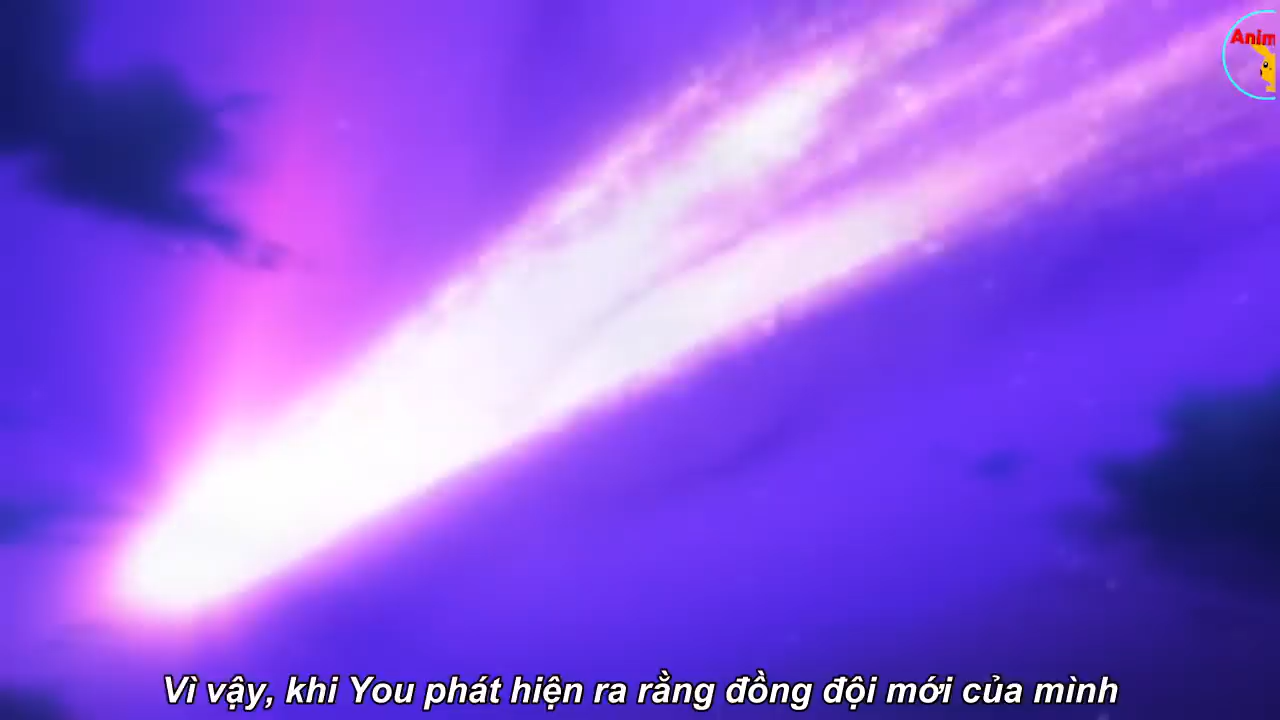 Anim
Vì vậy, khi You phát hiện ra rằng đồng đội mới của mình